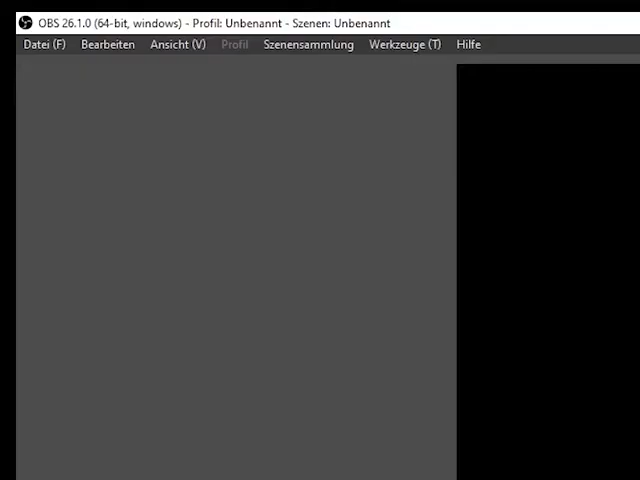 OBS 26.1.0 (64-bit, windows) - Profil: Unbenannt - Szenen: Unbenannt
Datei (F) Bearbeiten Ansicht (V) Profil Szenensammlung Werkzeuge (T) Hilfe